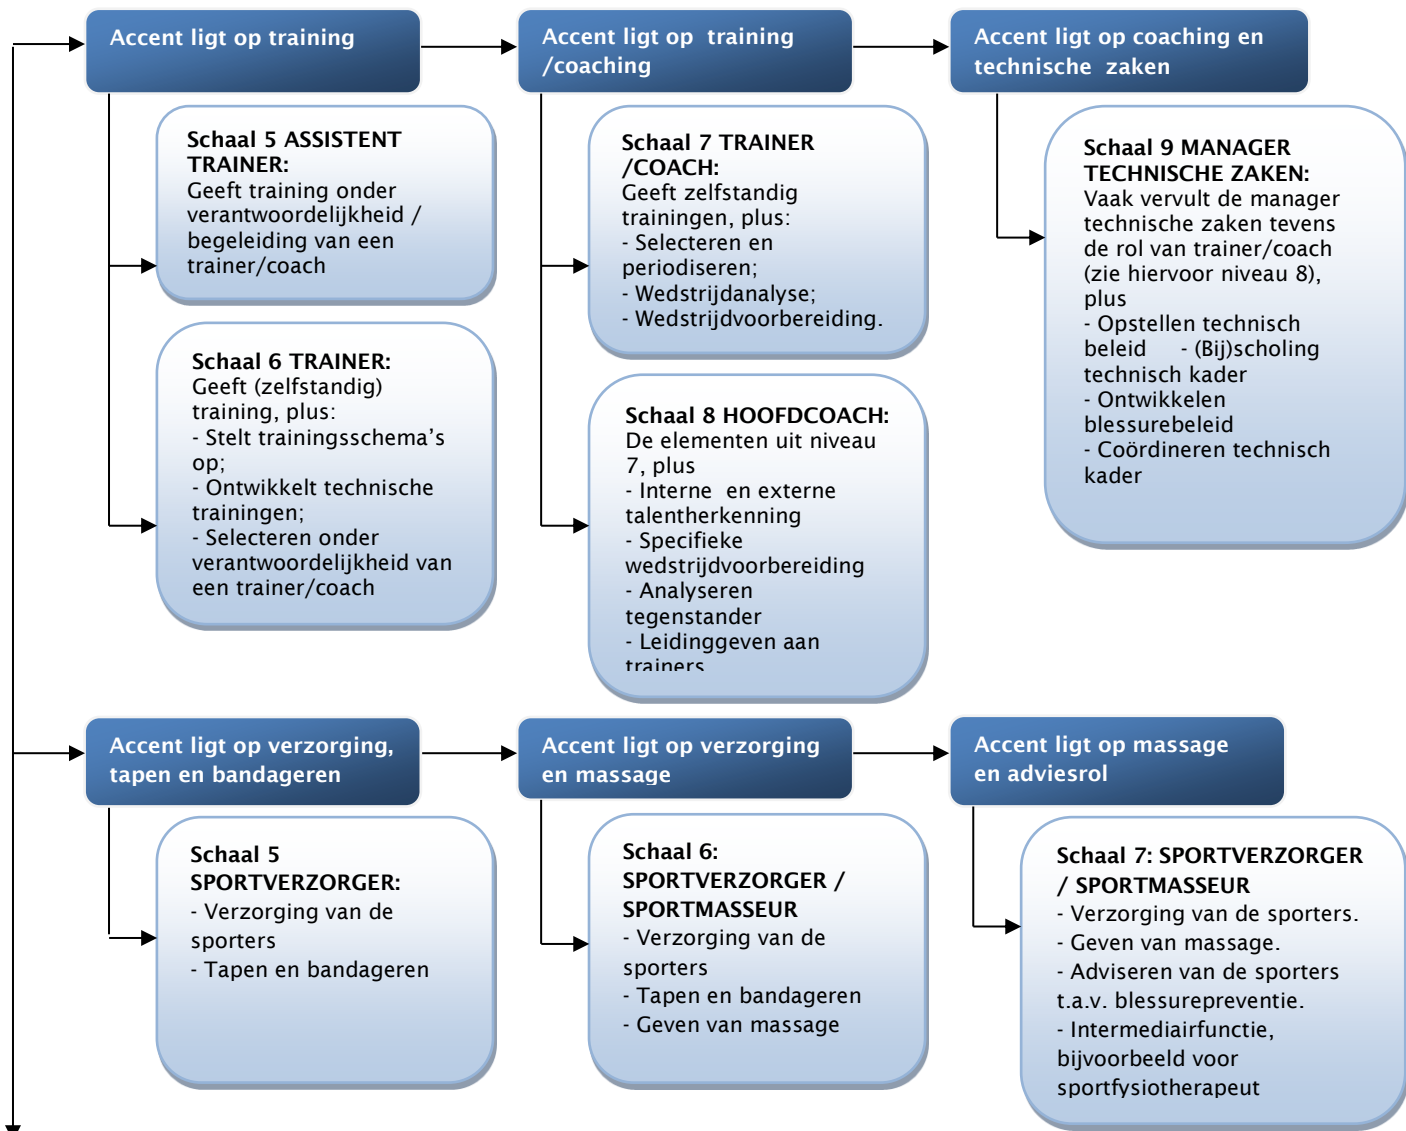 Accent ligt op training
Accent ligt op  training
/coaching
Accent ligt op coaching en
technische  zaken
Schaal 5 ASSISTENT
TRAINER:
Geeft training onder
verantwoordelijkheid /
begeleiding van een
trainer/coach
Schaal 6 TRAINER:
Geeft (zelfstandig)
training, plus:
- Stelt trainingsschema's
op;
- Ontwikkelt technische
trainingen;
- Selecteren onder
verantwoordelijkheid van
een trainer/coach
Schaal 7 TRAINER
/COACH:
Geeft zelfstandig
trainingen, plus:
- Selecteren en
periodiseren;
- Wedstrijdanalyse;
- Wedstrijdvoorbereiding.
Schaal 8 HOOFDCOACH:
De elementen uit niveau
7, plus
- Interne  en externe
talentherkenning
- Specifieke
wedstrijdvoorbereiding
- Analyseren
tegenstander
- Leidinggeven aan
trainers
Schaal 9 MANAGER
TECHNISCHE ZAKEN:
Vaak vervult de manager
technische zaken tevens
de rol van trainer/coach
(zie hiervoor niveau 8),
plus
- Opstellen technisch
beleid    - (Bij)scholing
technisch kader
- Ontwikkelen
blessurebeleid
- Coördineren technisch
kader
Accent ligt op verzorging,
tapen en bandageren
Accent ligt op verzorging
en massage
Accent ligt op massage
en adviesrol
Schaal 5
SPORTVERZORGER:
- Verzorging van de
sporters
- Tapen en bandageren
Schaal 6:
SPORTVERZORGER /
SPORTMASSEUR
- Verzorging van de
sporters
- Tapen en bandageren
- Geven van massage
Schaal 7: SPORTVERZORGER
/ SPORTMASSEUR
- Verzorging van de sporters.
- Geven van massage.
- Adviseren van de sporters
t.a.v. blessurepreventie.
- Intermediairfunctie,
bijvoorbeeld voor
sportfysiotherapeut